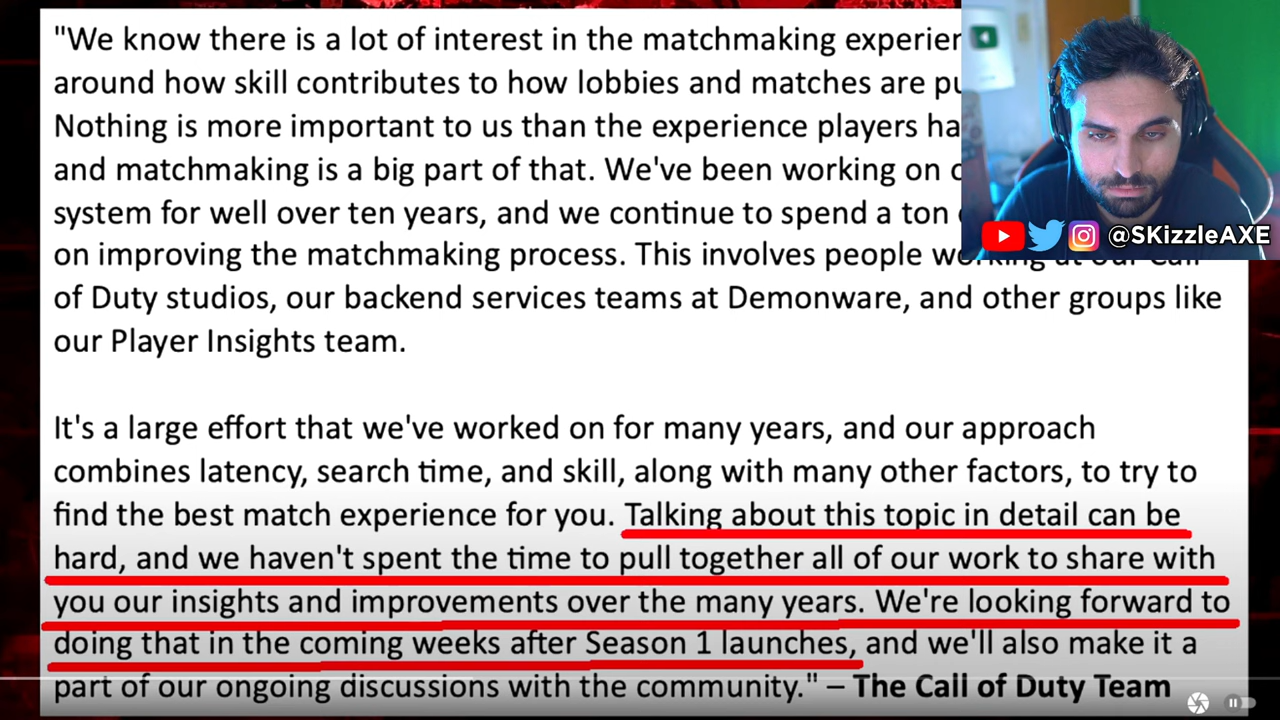 "We know there is a lot of interest in the matchmaking
around how skill contributes to how lobbies and matches are
Nothing is more important to us than the experience players
and matchmaking is a big part of that. We've been working on
system for well over ten years, and we continue to spend a ton
on improving the matchmaking process. This involves people working at our Call
of Duty studios, our backend services teams at Demonware, and other groups like
our Player Insights team.
It's a large effort that we've worked on for many years, and our approach
combines latency, search time, and skill, along with many other factors, to try to
find the best match experience for you. Talking about this topic in detail can be
hard, and we haven't spent the time to pull together all of our work to share with
you our insights and improvements over the many years. We're looking forward to
doing that in the coming weeks after Season 1 launches, and we'll also make it a
part of our ongoing discussions with the community." – The Call of Duty Team
@SKizzleAXE